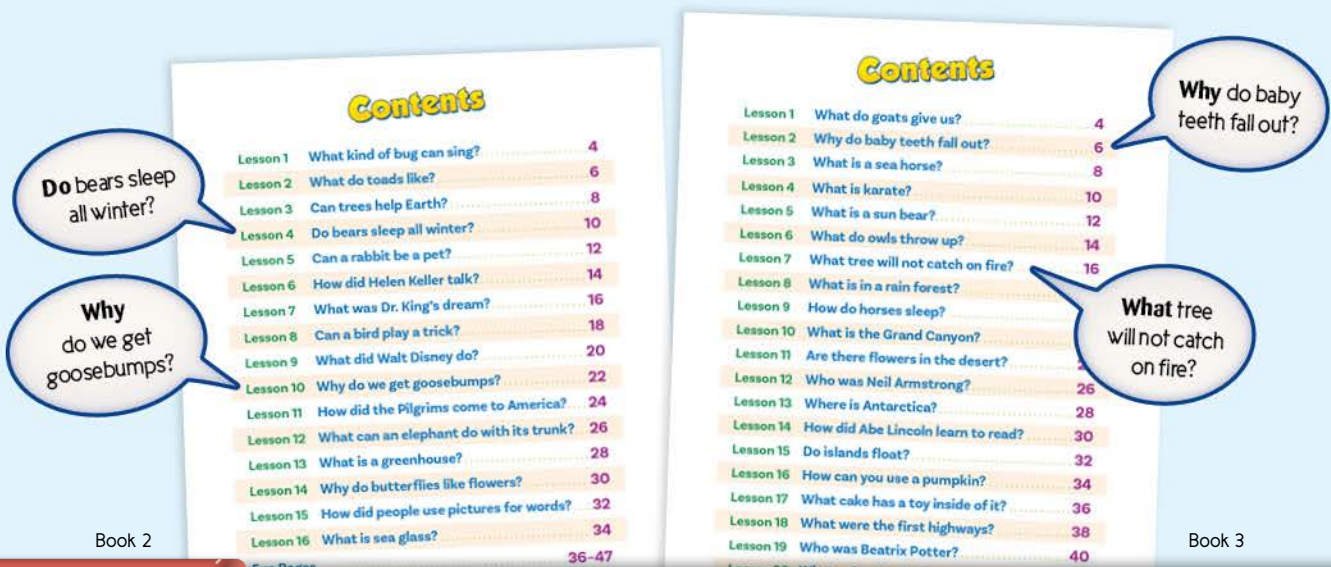 Contents
Lesson 1 What kind of bug can sing? 4
Lesson 2 What do toads like? 6
Lesson 3 Can trees help Earth? 8
Lesson 4 Do bears sleep all winter? 10
Lesson 5 Can a rabbit be a pet? 12
Lesson 6 How did Helen Keller talk? 14
Lesson 7 What was Dr. King's dream? 16
Lesson 8 Can a bird play a trick? 18
Lesson 9 What did Walt Disney do? 20
Lesson 10 Why do we get goosebumps? 22
Lesson 11 How did the Pilgrims come to America? 24
Lesson 12 What can an elephant do with its trunk? 26
Lesson 13 What is a greenhouse? 28
Lesson 14 Why do butterflies like flowers? 30
Lesson 15 How did people use pictures for words? 32
Lesson 16 What is sea glass? 34
36-47
Do bears sleep
all winter?
Why
do we get
goosebumps?
Book 2
Contents
Lesson 1 What do goats give us? 4
Lesson 2 Why do baby teeth fall out? 6
Lesson 3 What is a sea horse? 8
Lesson 4 What is karate? 10
Lesson 5 What is a sun bear? 12
Lesson 6 What do owls throw up? 14
Lesson 7 What tree will not catch on fire? 16
Lesson 8 What is in a rain forest?
Lesson 9 How do horses sleep?
Lesson 10 What is the Grand Canyon?
Lesson 11 Are there flowers in the desert?
Lesson 12 Who was Neil Armstrong? 26
Lesson 13 Where is Antarctica? 28
Lesson 14 How did Abe Lincoln learn to read? 30
Lesson 15 Do islands float? 32
Lesson 16 How can you use a pumpkin? 34
Lesson 17 What cake has a toy inside of it? 36
Lesson 18 What were the first highways? 38
Lesson 19 Who was Beatrix Potter? 40
Why do baby
teeth fall out?
What tree
will not catch
on fire?
Book 3